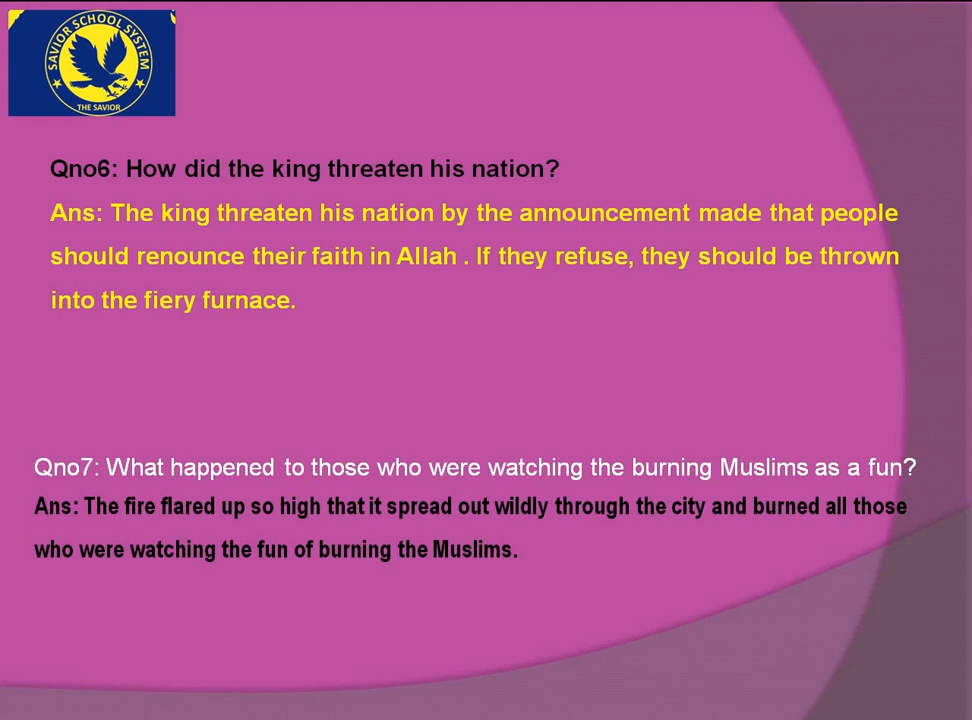 SAVIOR SCHOOL SYSTEM
THE SAVIOR
Qno6: How did the king threaten his nation?
Ans: The king threaten his nation by the announcement made that people
should renounce their faith in Allah . If they refuse, they should be thrown
into the fiery furnace.
Qno7: What happened to those who were watching the burning Muslims as a fun?
Ans: The fire flared up so high that it spread out wildly through the city and burned all those
who were watching the fun of burning the Muslims.